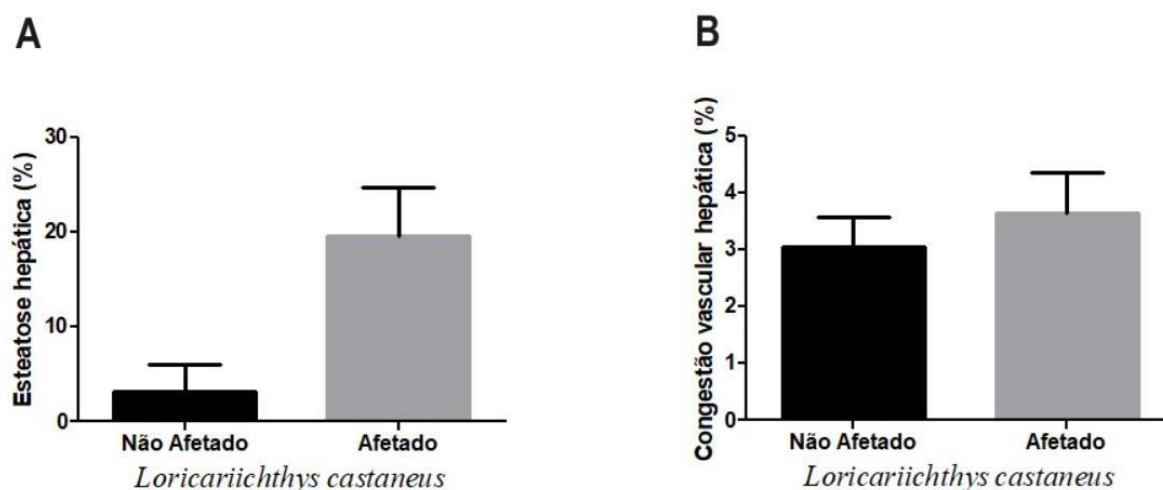 A
Esteatose hepática (%)
30
20
10
0
Não Afetado
Afetado
Loricariichthys castaneus
B
Congestão vascular hepática (%)
5
4
3
2
1
0
Não Afetado
Afetado
Loricariichthys castaneus